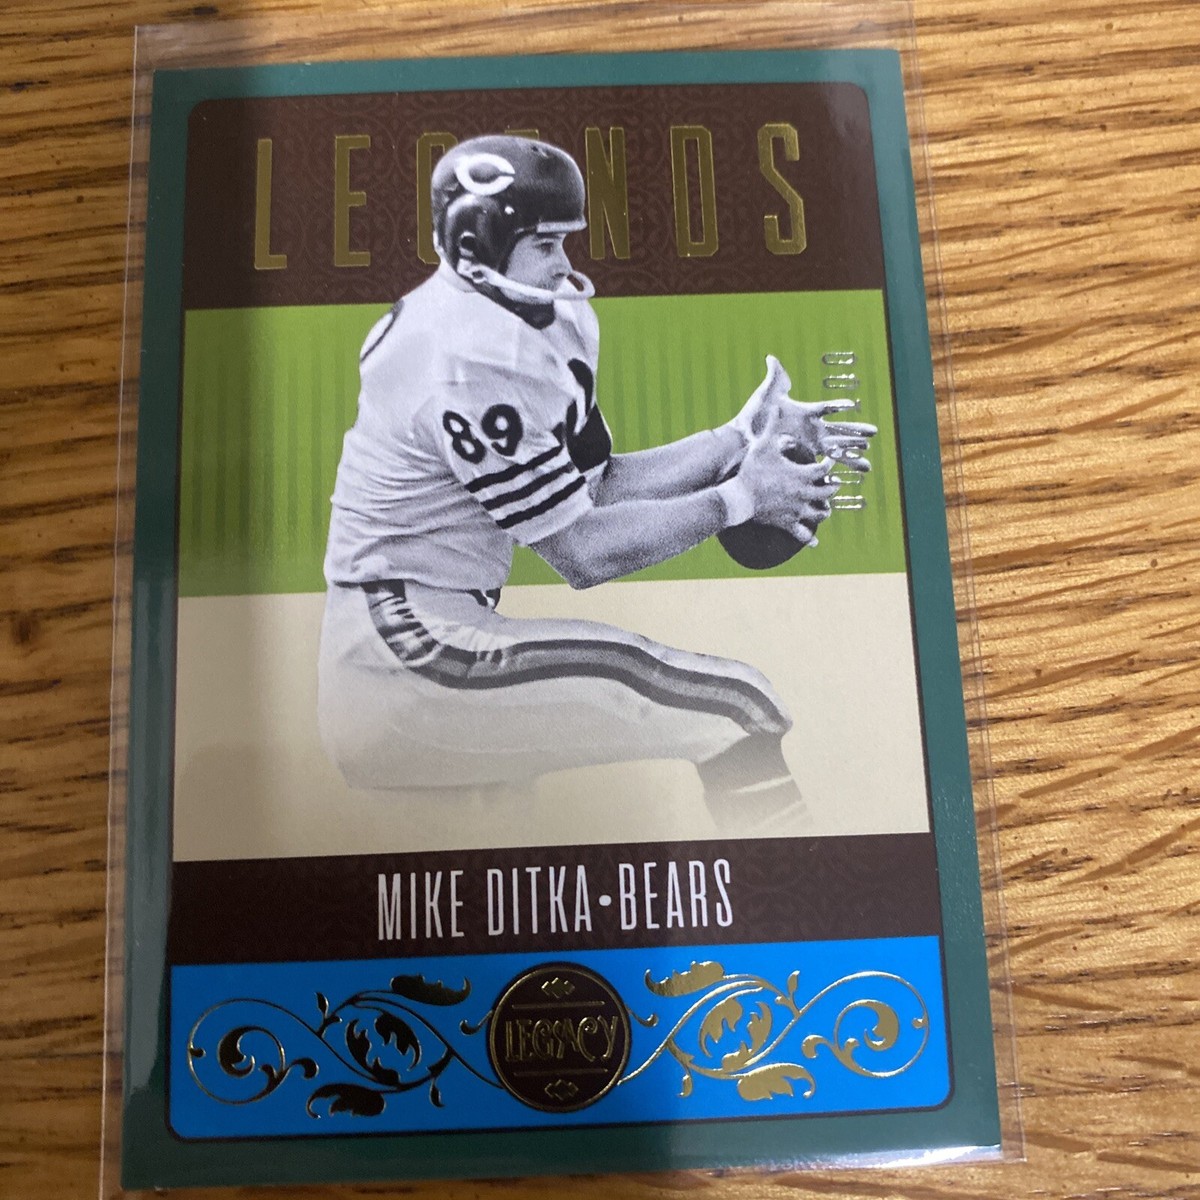 LEGENDS
C
89
MIKE DITKA•BEARS
LEGACY